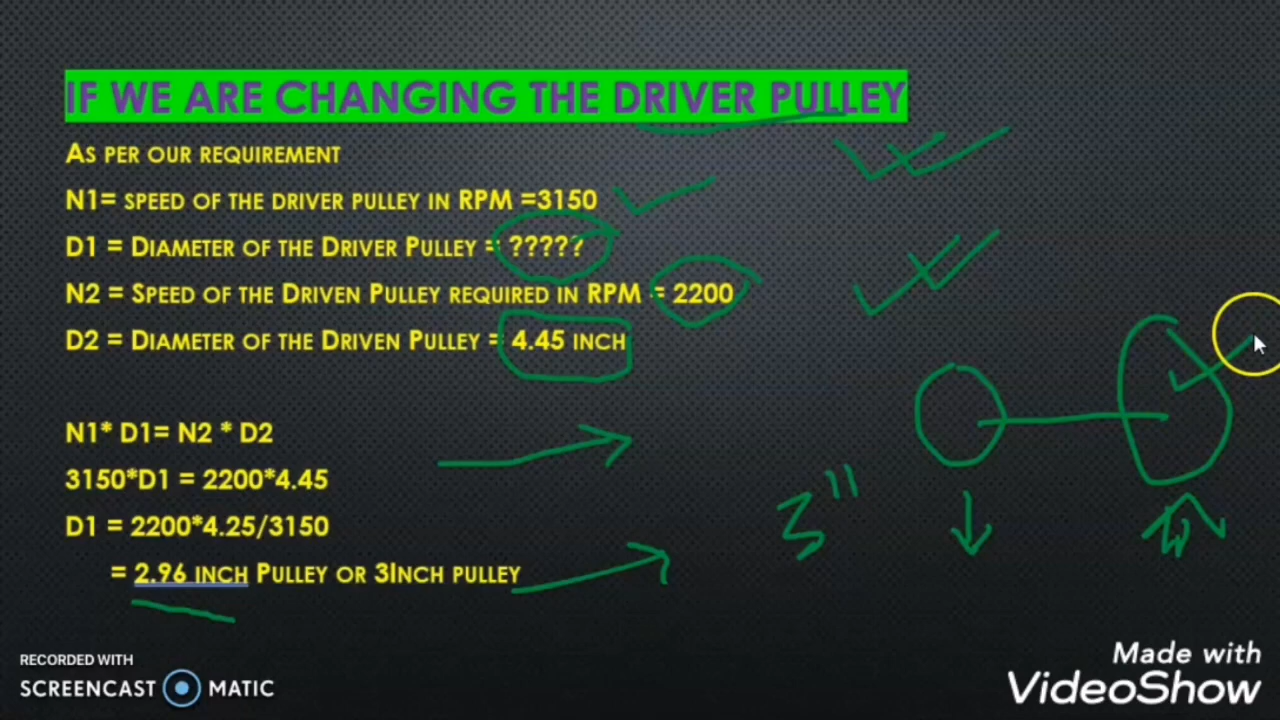 IF WE ARE CHANGING THE DRIVER PULLEY
AS PER OUR REQUIREMENT
N1= SPEED OF THE DRIVER PULLEY IN RPM =3150
D1 = DIAMETER OF THE DRIVER PULLEY = ?????
N2 = SPEED OF THE DRIVEN PULLEY REQUIRED IN RPM = 2200
D2 = DIAMETER OF THE DRIVEN PULLEY = 4.45 INCH
N1* D1= N2 * D2
3150*D1 = 2200*4.45
D1 = 2200*4.25/3150
= 2.96 INCH PULLEY OR 3INCH PULLEY
3"
RECORDED WITH
SCREENCAST MATIC
Made with
VideoShow